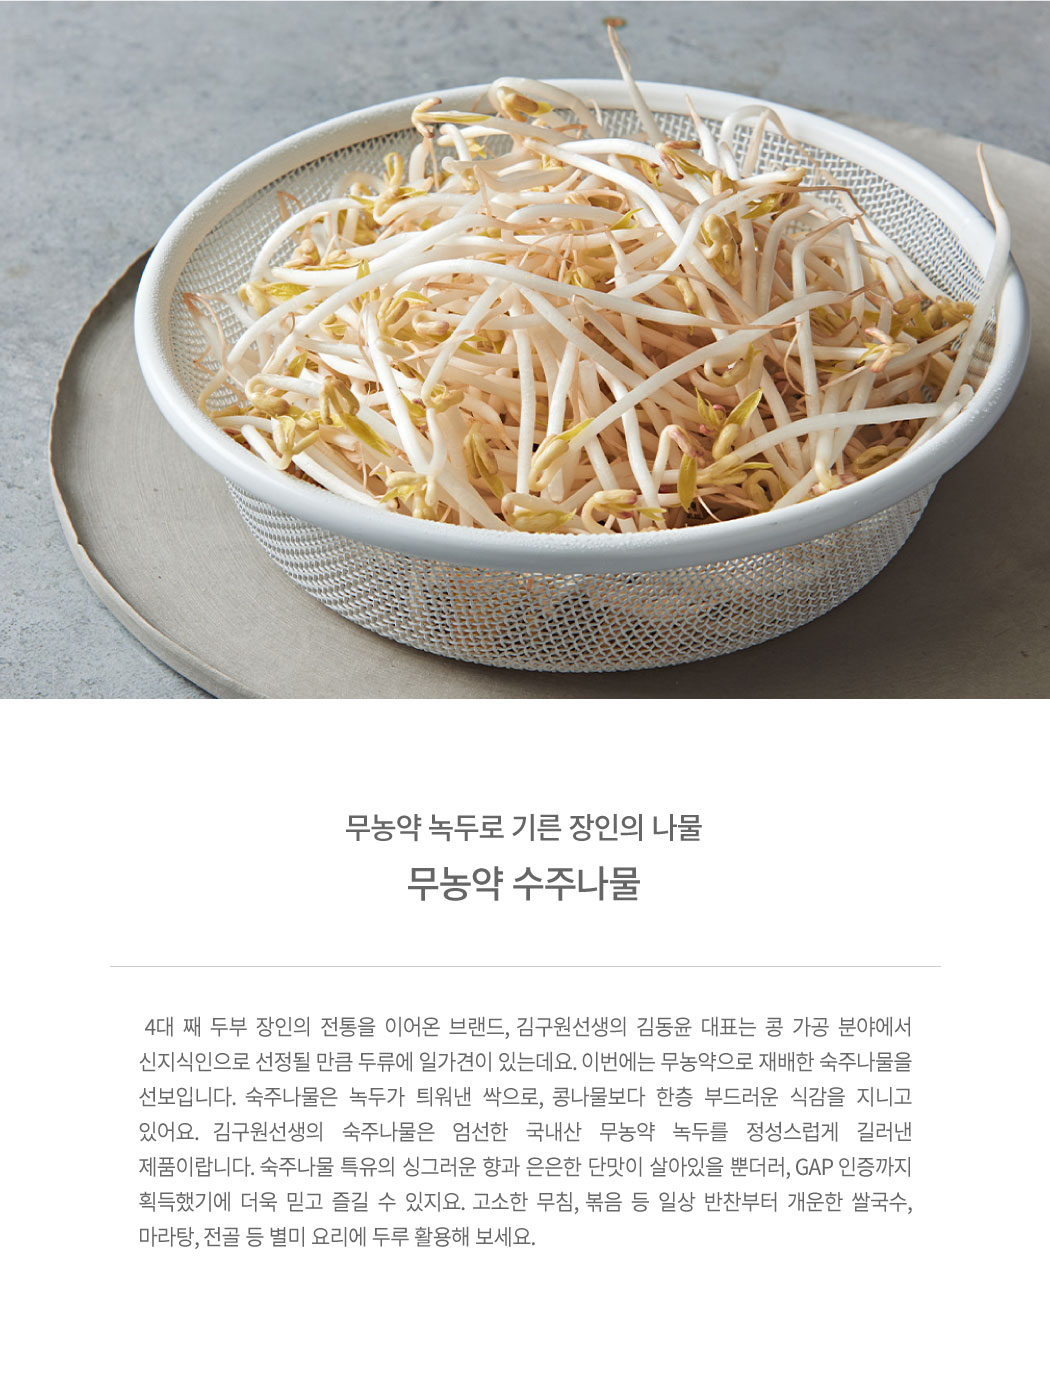 무농약 녹두로 기른 장인의 나물
무농약 수주나물
4대 째 두부 장인의 전통을 이어온 브랜드, 김구원선생의 김동윤 대표는 콩 가공 분야에서
신지식인으로 선정될 만큼 두류에 일가견이 있는데요. 이번에는 무농약으로 재배한 숙주나물을
선보입니다. 숙주나물은 녹두가 틔워낸 싹으로, 콩나물보다 한층 부드러운 식감을 지니고
있어요. 김구원선생의 숙주나물은 엄선한 국내산 무농약 녹두를 정성스럽게 길러낸
제품이랍니다. 숙주나물 특유의 싱그러운 향과 은은한 단맛이 살아있을 뿐더러, GAP 인증까지
획득했기에 더욱 믿고 즐길 수 있지요. 고소한 무침, 볶음 등 일상 반찬부터 개운한 쌀국수,
마라탕, 전골 등 별미 요리에 두루 활용해 보세요.